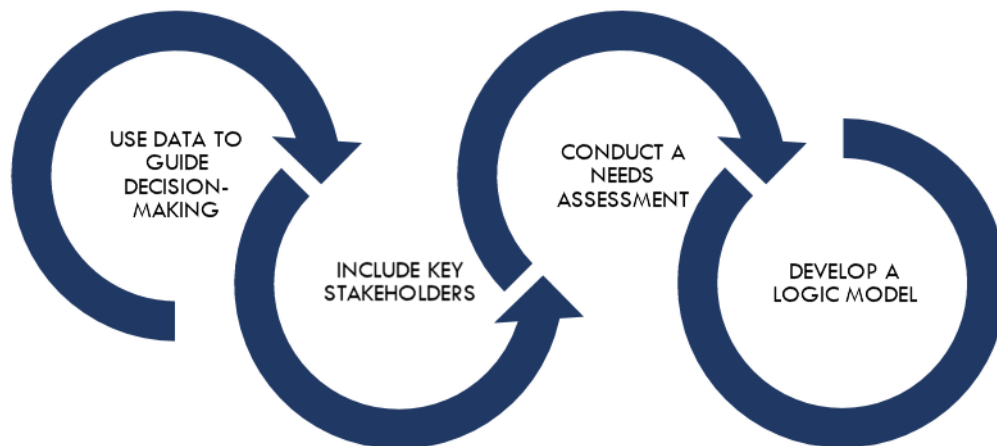 USE DATA TO
GUIDE
DECISION-
MAKING
INCLUDE KEY
STAKEHOLDERS
CONDUCT A
NEEDS
ASSESSMENT
DEVELOP A
LOGIC MODEL